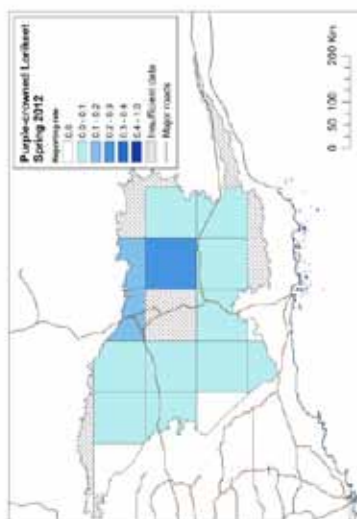 Purple-crowned Lorikeet
Spring 2012
Reporting rate
0.0
0.0 - 0.1
0.1 - 0.2
0.2 - 0.3
0.3 - 0.4
0.4 - 1.0
Insufficient data
Major roads
0 50 100 200 Km